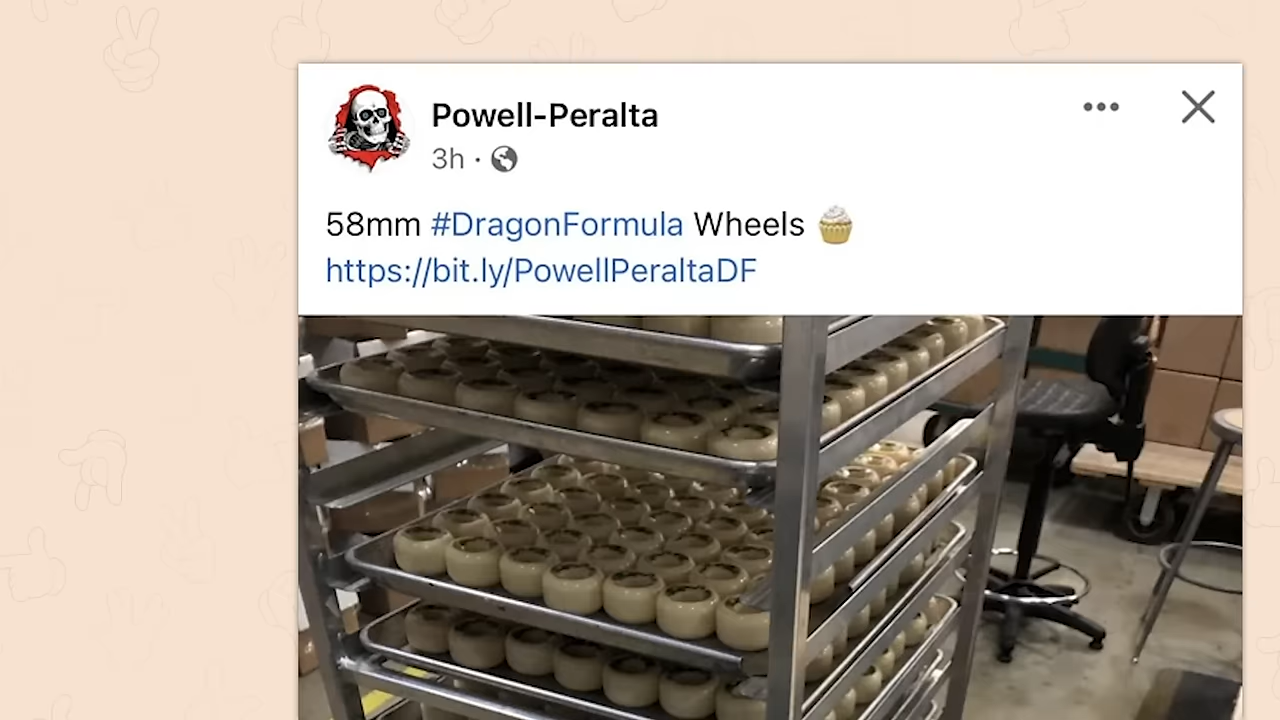 Powell-Peralta
3h ·
58mm #DragonFormula Wheels 🧁
https://bit.ly/PowellPeraltaDF